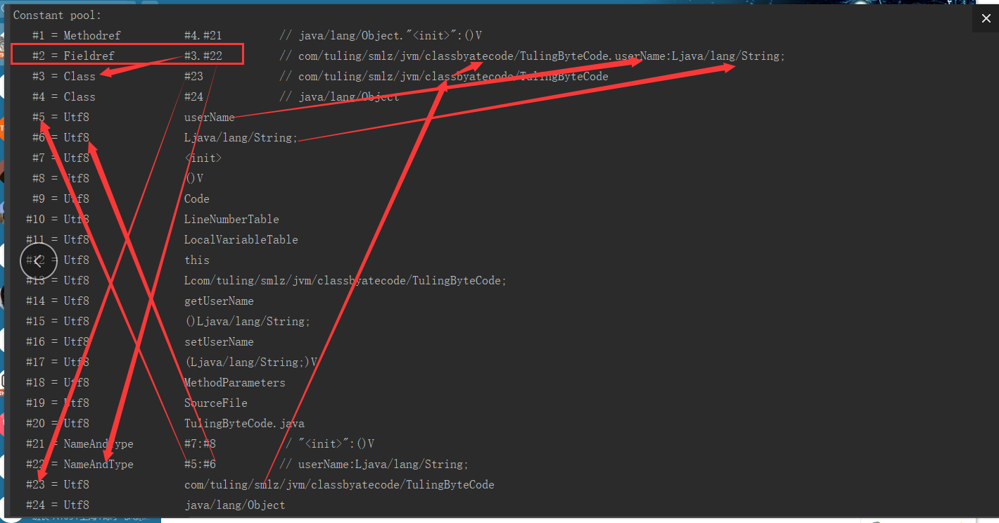 Constant pool:
#1 = Methodref #4.#21 // java/lang/Object."<init>":()V
#2 = Fieldref #3.#22 // com/tuling/smlz/jvm/classbyatecode/TulingByteCode.userName:Ljava/lang/String;
#3 = Class #23 // com/tuling/smlz/jvm/classbyatecode/TulingByteCode
#4 = Class #24 // java/lang/Object
#5 = Utf8 userName
#6 = Utf8 Ljava/lang/String;
#7 = Utf8 <init>
#8 = Utf8 ()V
#9 = Utf8 Code
#10 = Utf8 LineNumberTable
#11 = Utf8 LocalVariableTable
#12 = Utf8 this
#13 = Utf8 Lcom/tuling/smlz/jvm/classbyatecode/TulingByteCode;
#14 = Utf8 getUserName
#15 = Utf8 ()Ljava/lang/String;
#16 = Utf8 setUserName
#17 = Utf8 (Ljava/lang/String;)V
#18 = Utf8 MethodParameters
#19 = Utf8 SourceFile
#20 = Utf8 TulingByteCode.java
#21 = NameAndType #7:#8 // "<init>":()V
#22 = NameAndType #5:#6 // userName:Ljava/lang/String;
#23 = Utf8 com/tuling/smlz/jvm/classbyatecode/TulingByteCode
#24 = Utf8 java/lang/Object